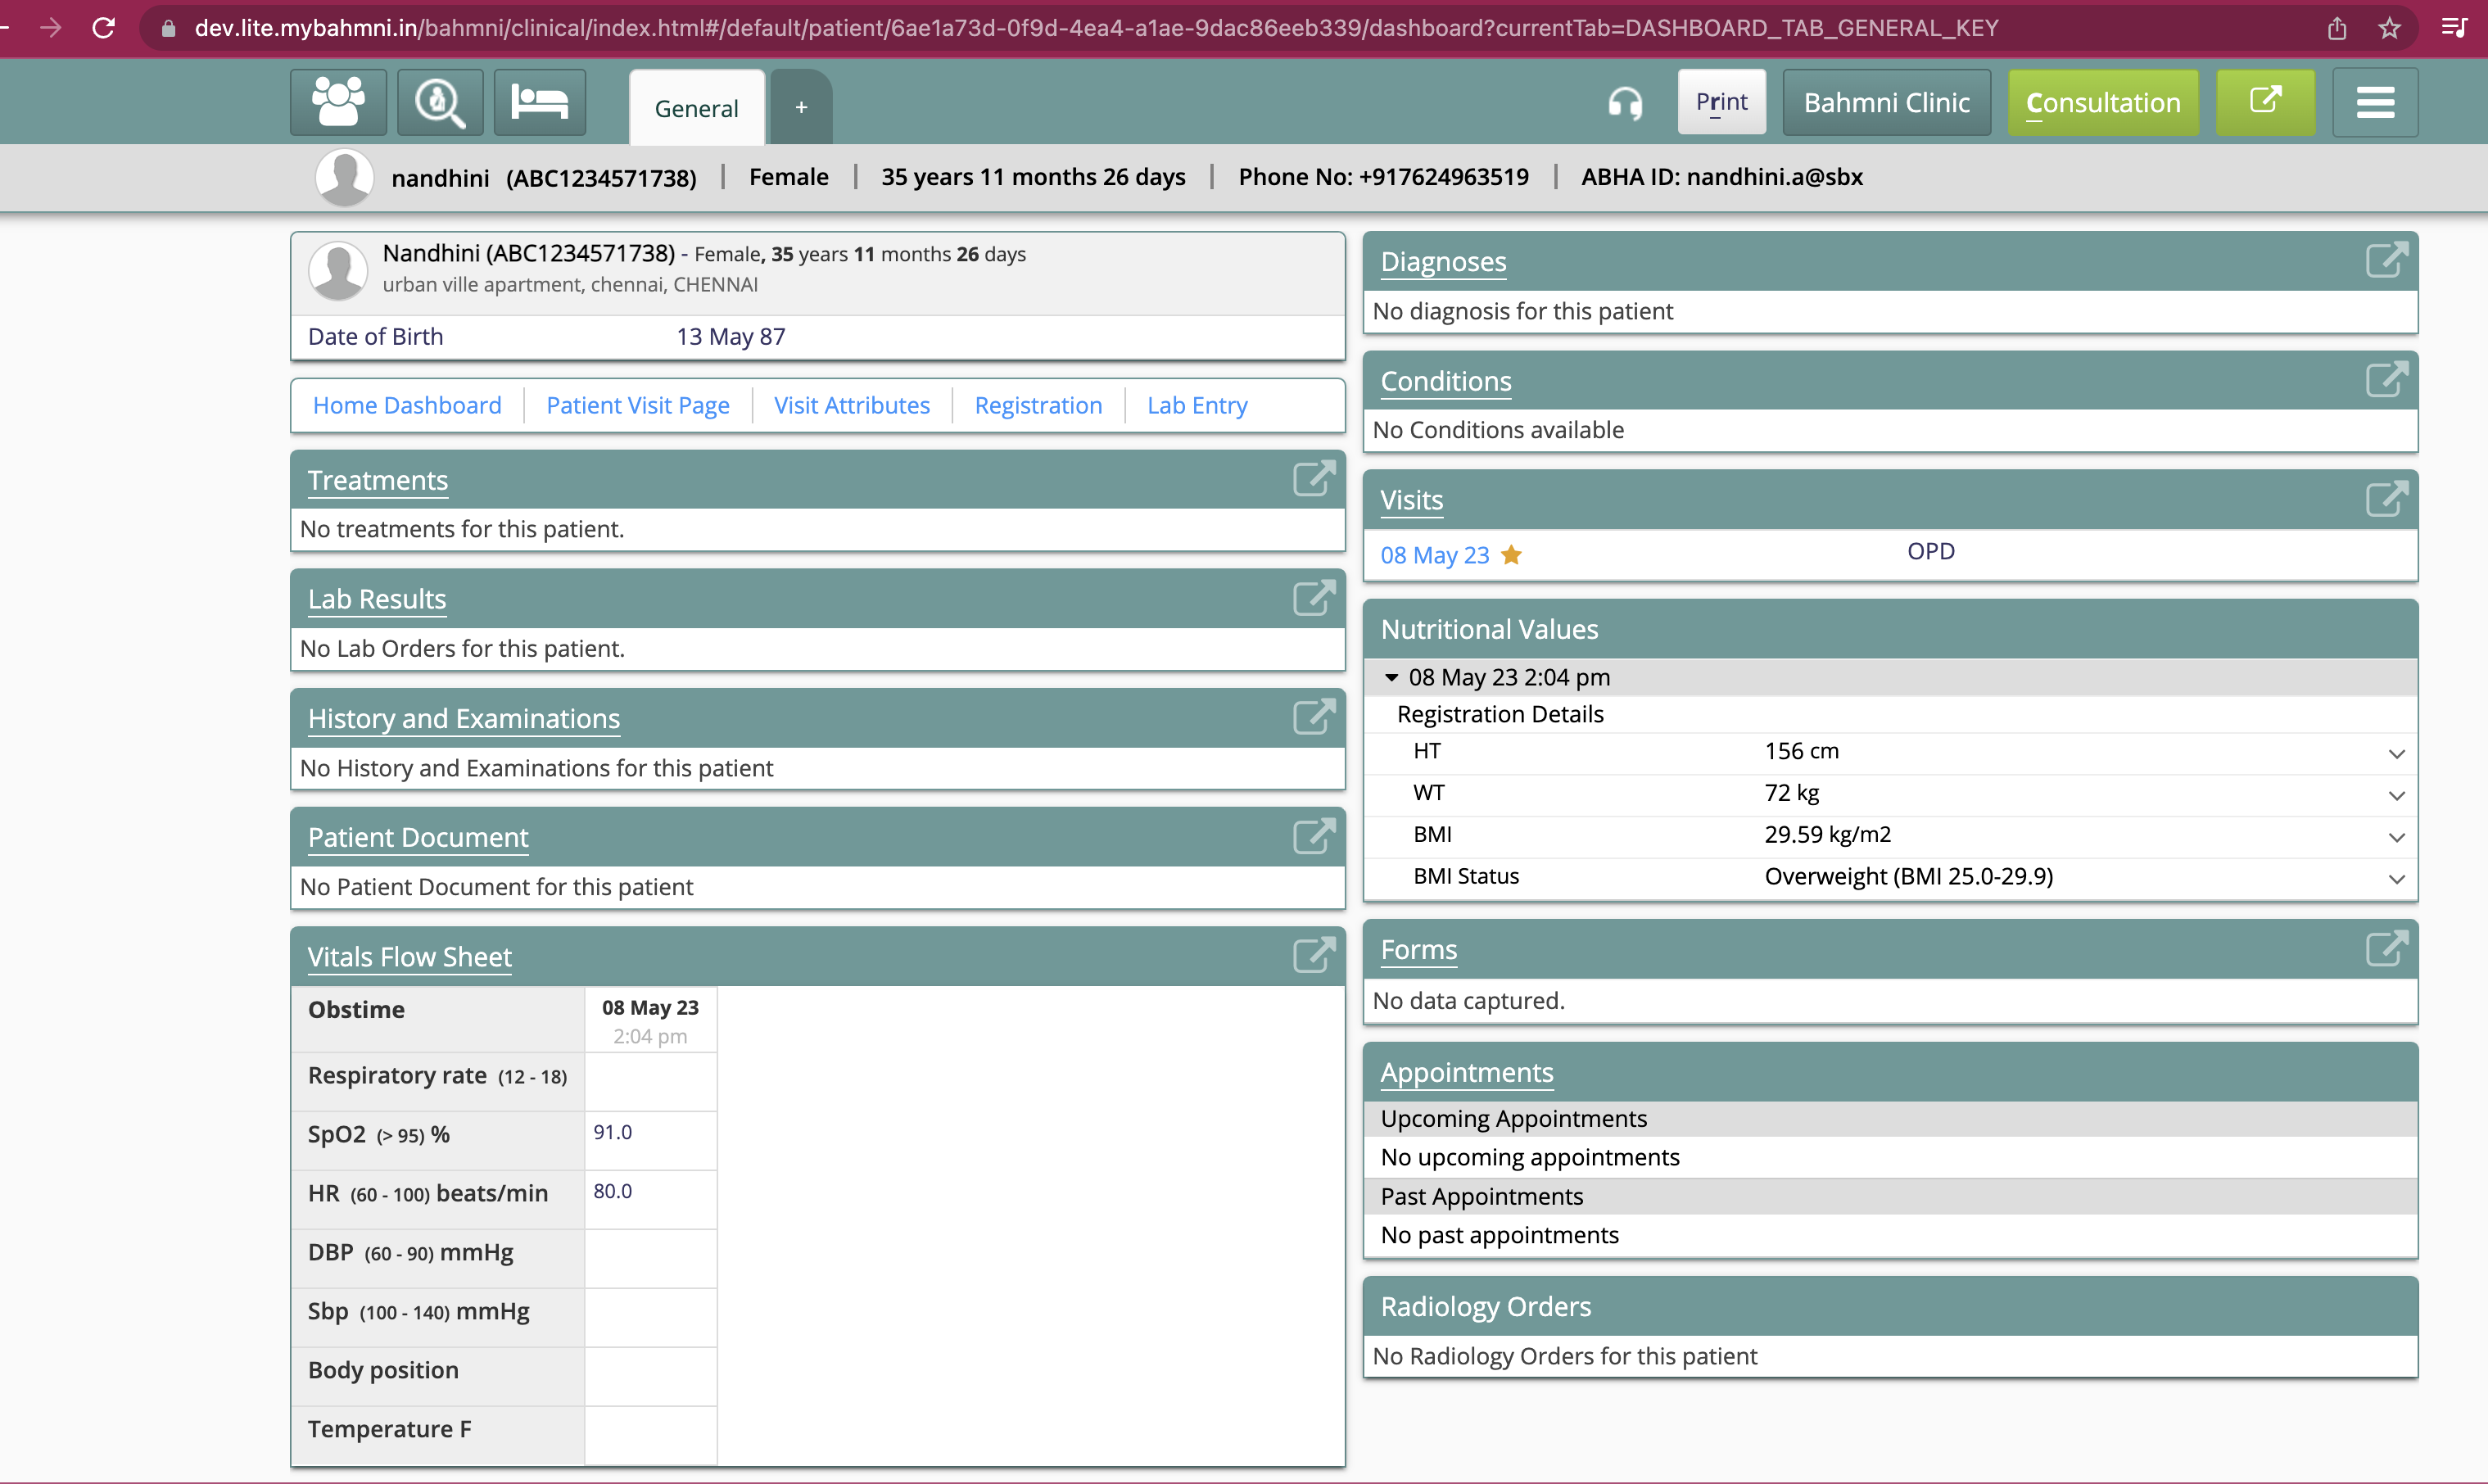 dev.lite.mybahmni.in/bahmni/clinical/index.html#/default/patient/6ae1a73d-0f9d-4ea4-a1ae-9dac86eeb339/dashboard?currentTab=DASHBOARD_TAB_GENERAL_KEY
General + Print Bahmni Clinic Consultation
nandhini (ABC1234571738) | Female | 35 years 11 months 26 days | Phone No: +917624963519 | ABHA ID: nandhini.a@sbx
Nandhini (ABC1234571738) - Female, 35 years 11 months 26 days
urban ville apartment, chennai, CHENNAI
Date of Birth 13 May 87
Home Dashboard Patient Visit Page Visit Attributes Registration Lab Entry
Treatments
No treatments for this patient.
Lab Results
No Lab Orders for this patient.
History and Examinations
No History and Examinations for this patient
Patient Document
No Patient Document for this patient
Vitals Flow Sheet
Obstime 08 May 23
2:04 pm
Respiratory rate (12 - 18)
SpO2 (> 95) % 91.0
HR (60 - 100) beats/min 80.0
DBP (60 - 90) mmHg
Sbp (100 - 140) mmHg
Body position
Temperature F
Diagnoses
No diagnosis for this patient
Conditions
No Conditions available
Visits
08 May 23 OPD
Nutritional Values
08 May 23 2:04 pm
Registration Details
HT 156 cm
WT 72 kg
BMI 29.59 kg/m2
BMI Status Overweight (BMI 25.0-29.9)
Forms
No data captured.
Appointments
Upcoming Appointments
No upcoming appointments
Past Appointments
No past appointments
Radiology Orders
No Radiology Orders for this patient